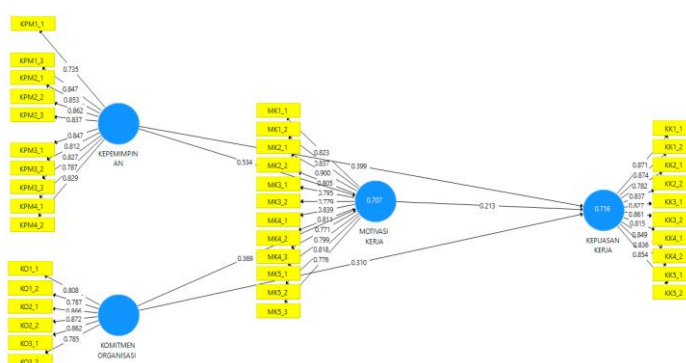 KPM1_1
KPM1_3
KPM2_1
KPM2_2
KPM2_3
KPM3_1
KPM3_2
KPM3_3
KPM4_1
KPM4_2
0.735
0.847
0.853
0.862
0.837
0.847
0.812
0.827
0.787
0.829
KEPEMIMPIN
AN
0.534
0.399
KO1_1
KO1_2
KO2_1
KO2_2
KO3_1
KO3_2
0.808
0.787
0.866
0.872
0.862
0.785
KOMITMEN
ORGANISASI
0.369
0.310
MK1_1
MK1_2
MK2_1
MK2_2
MK3_1
MK3_2
MK4_1
MK4_2
MK4_3
MK5_1
MK5_2
MK5_3
0.823
0.837
0.900
0.805
0.795
0.779
0.839
0.811
0.771
0.799
0.818
0.776
0.707
MOTIVASI
KERJA
0.213
0.716
KEPUASAN
KERJA
0.871
0.874
0.782
0.837
0.827
0.861
0.815
0.849
0.836
0.854
KK1_1
KK1_2
KK2_1
KK2_2
KK3_1
KK3_2
KK4_1
KK4_2
KK5_1
KK5_2